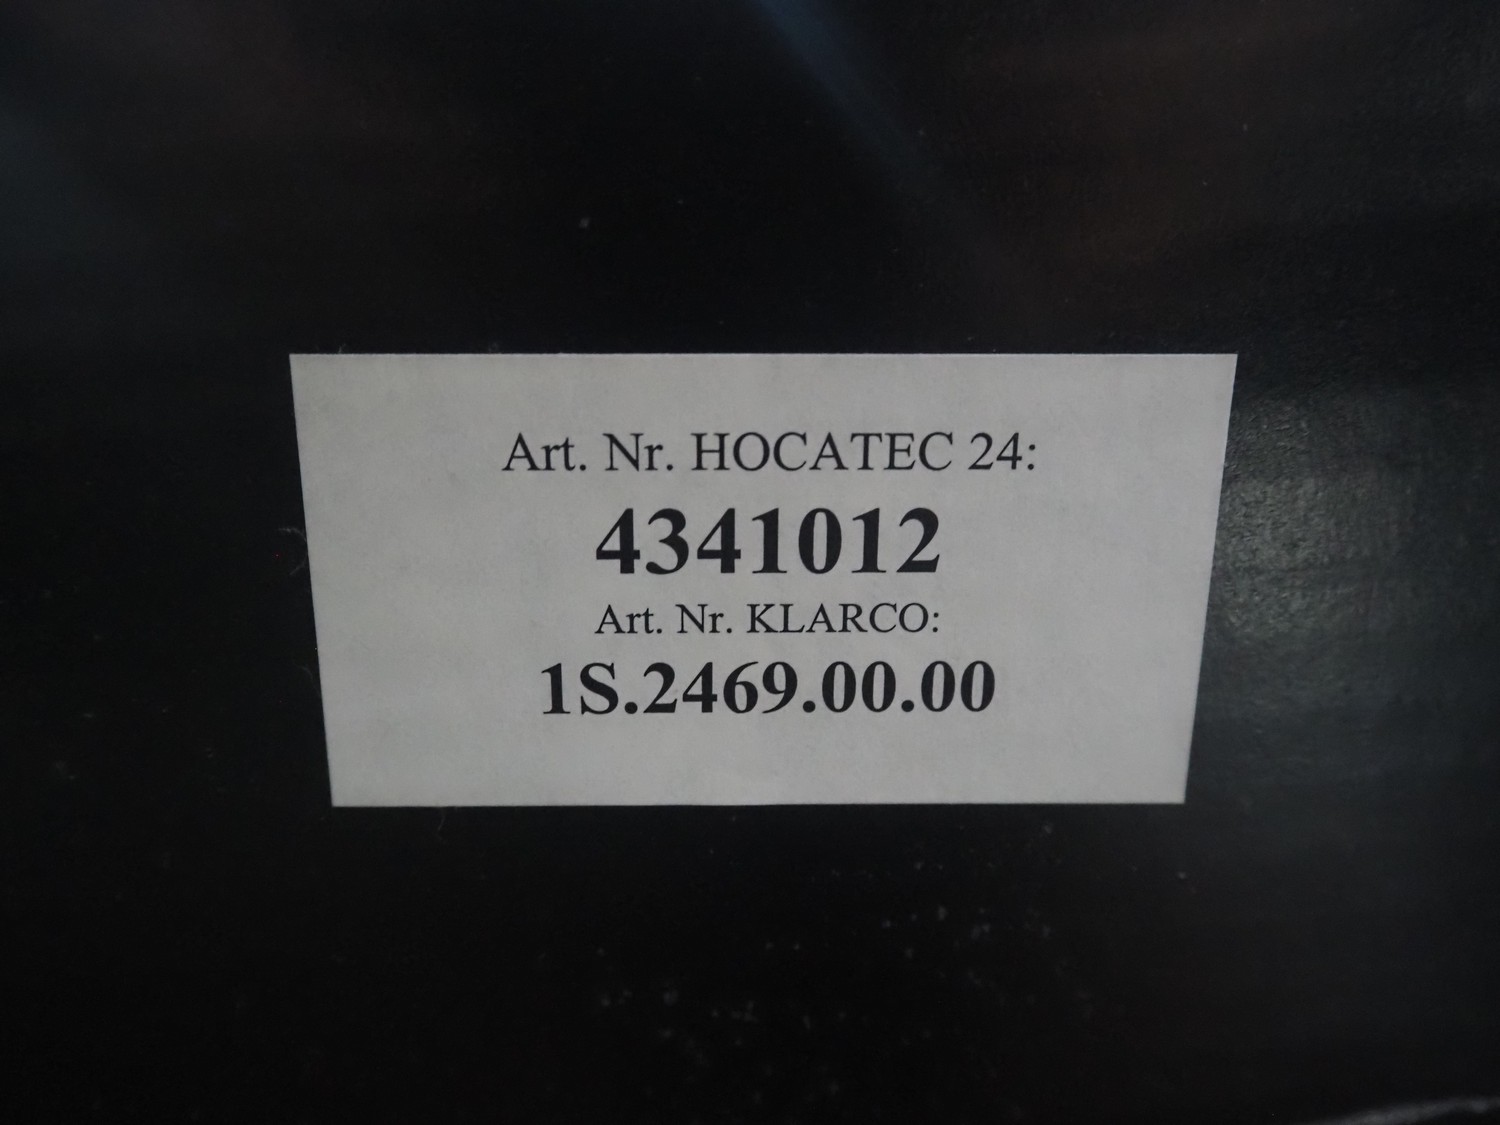 Art. Nr. HOCATEC 24:
4341012
Art. Nr. KLARCO:
1S.2469.00.00